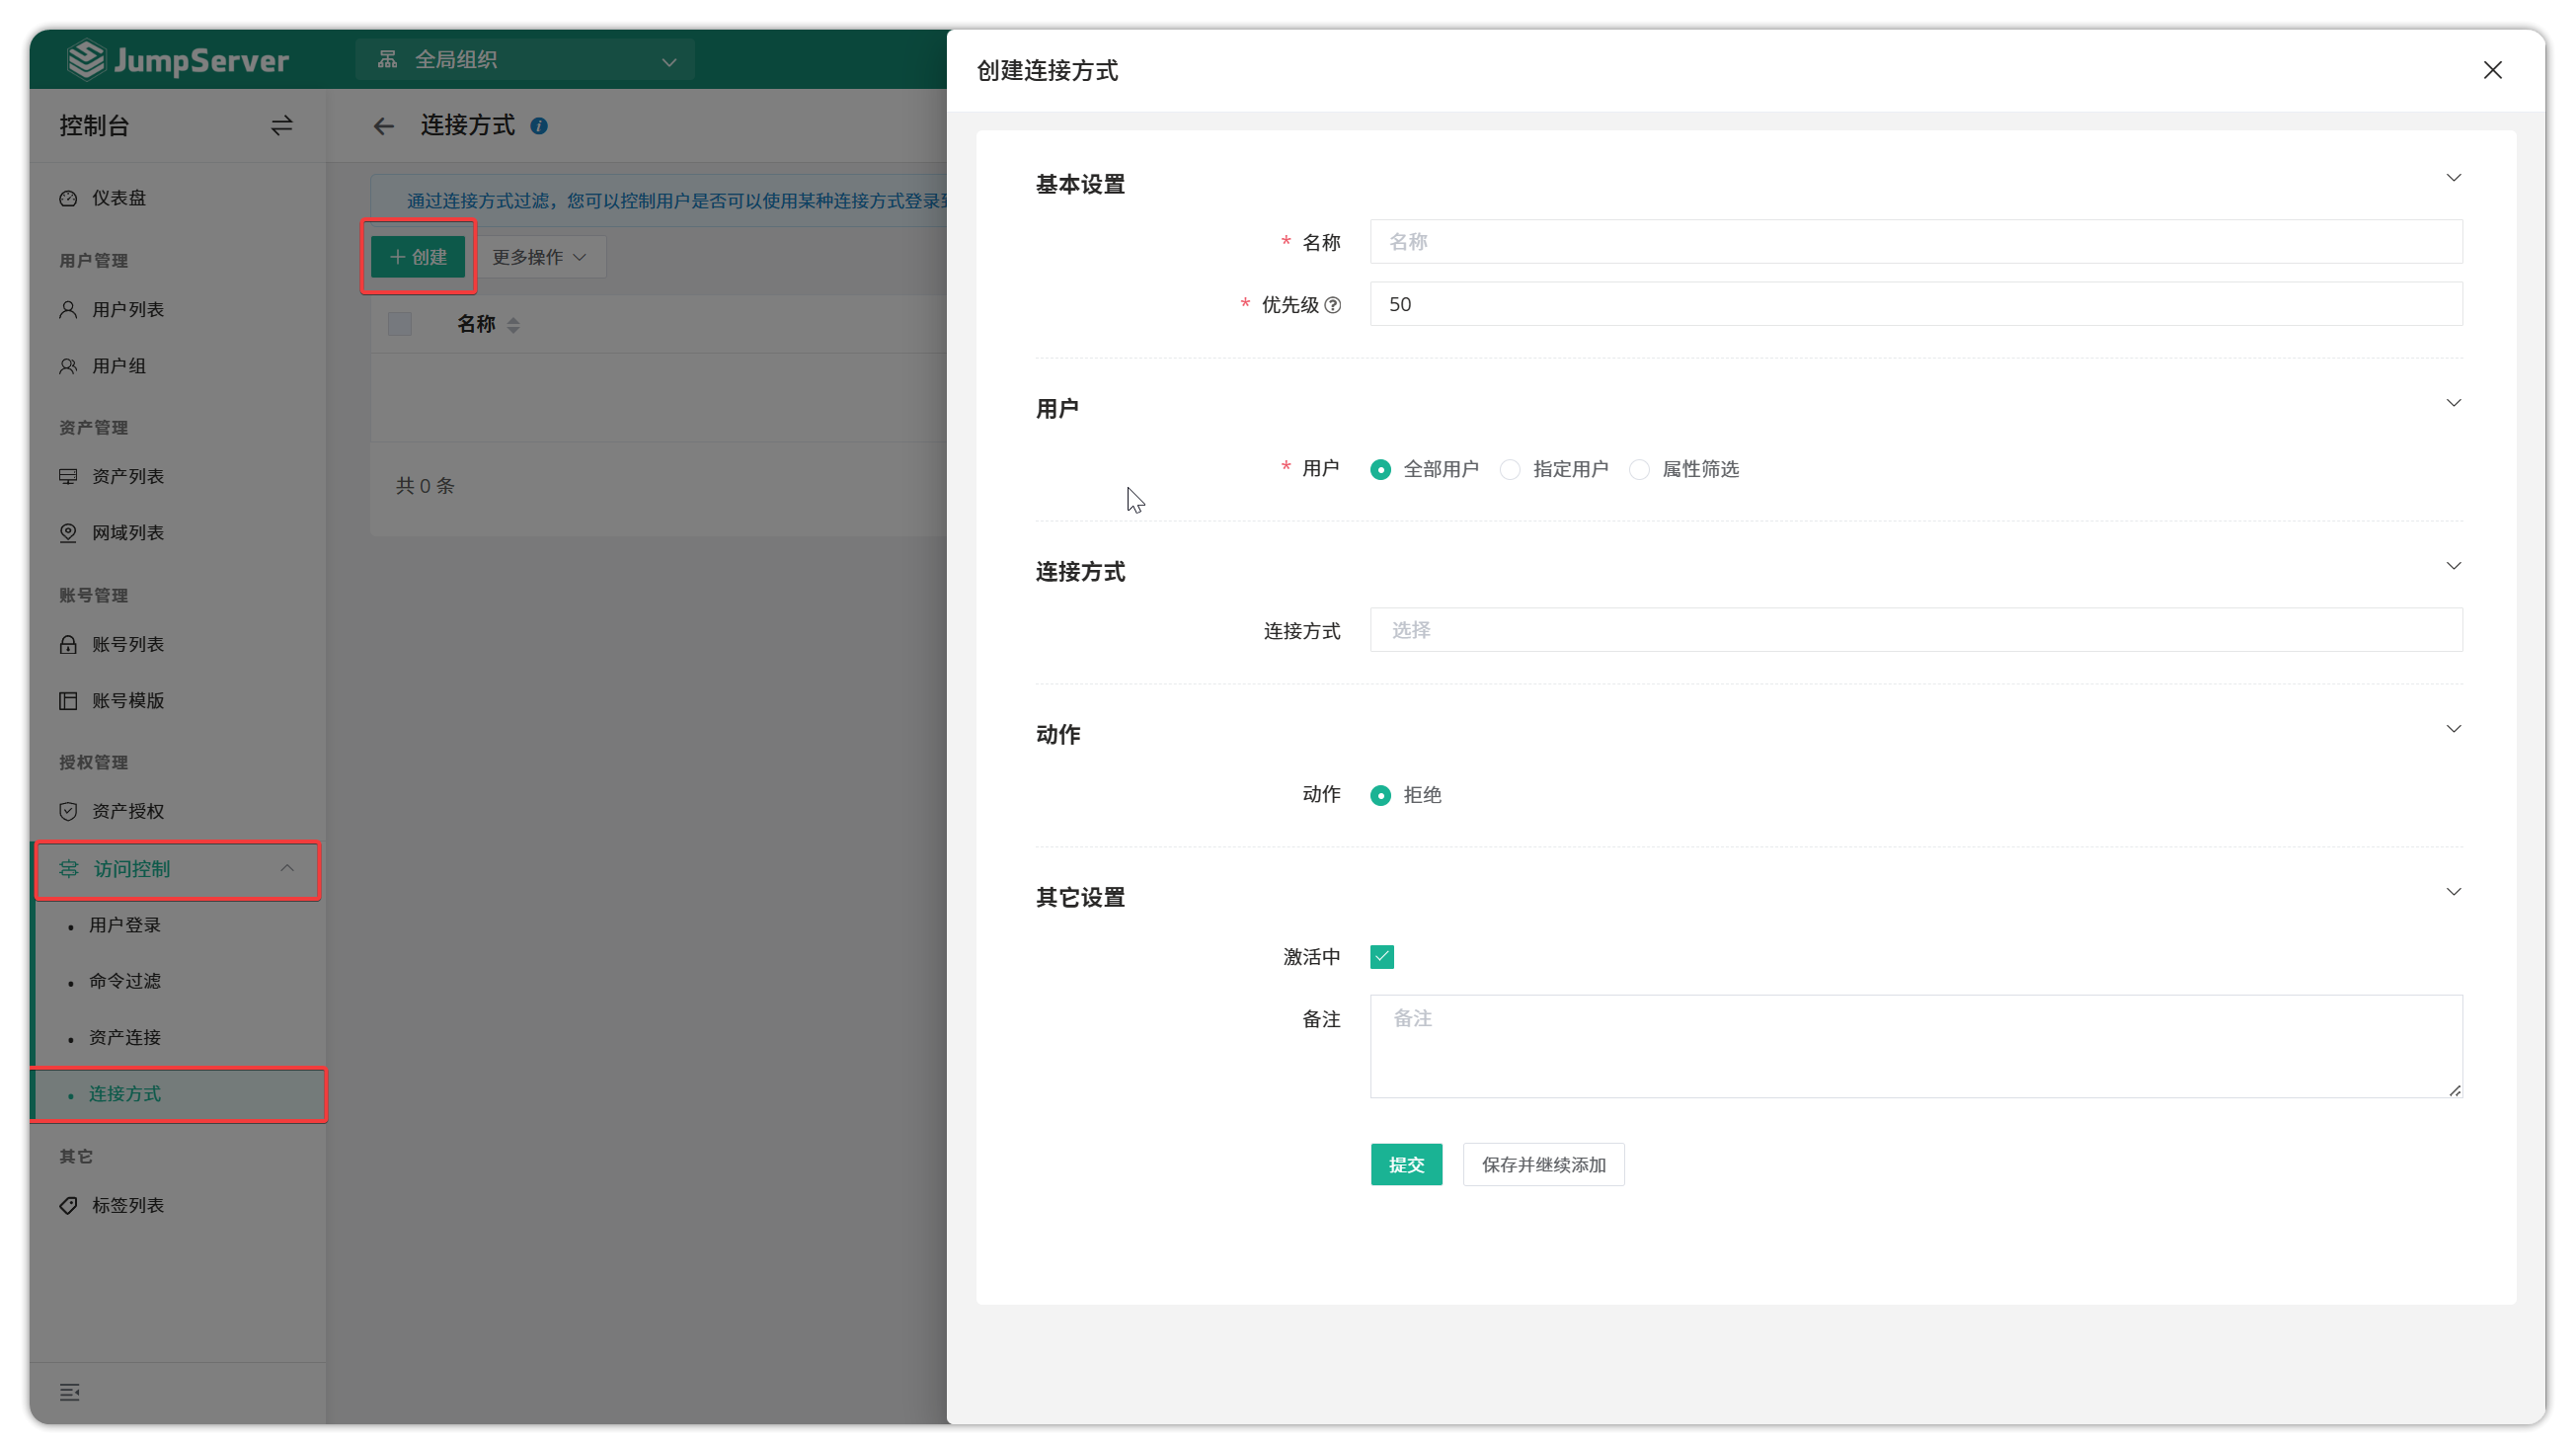 JumpServer
全局组织
控制台
仪表盘
用户管理
用户列表
用户组
资产管理
资产列表
网域列表
账号管理
账号列表
账号模版
授权管理
资产授权
访问控制
用户登录
命令过滤
资产连接
连接方式
其它
标签列表
连接方式
通过连接方式过滤，您可以控制用户是否可以使用某种连接方式登录
创建
更多操作
名称
共 0 条
创建连接方式
基本设置
* 名称 名称
* 优先级 50
用户
* 用户 全部用户 指定用户 属性筛选
连接方式
连接方式 选择
动作
动作 拒绝
其它设置
激活中
备注 备注
提交 保存并继续添加